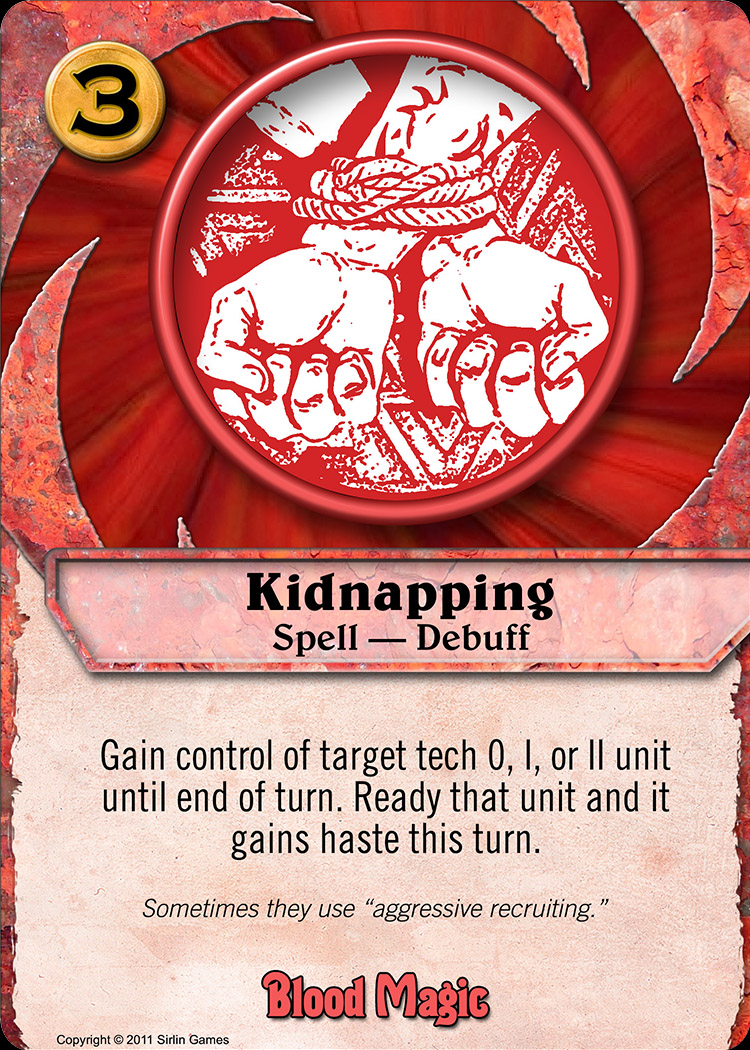 3
Kidnapping
Spell — Debuff
Gain control of target tech 0, I, or II unit
until end of turn. Ready that unit and it
gains haste this turn.
Sometimes they use “aggressive recruiting.”
Blood Magic
Copyright © 2011 Sirlin Games